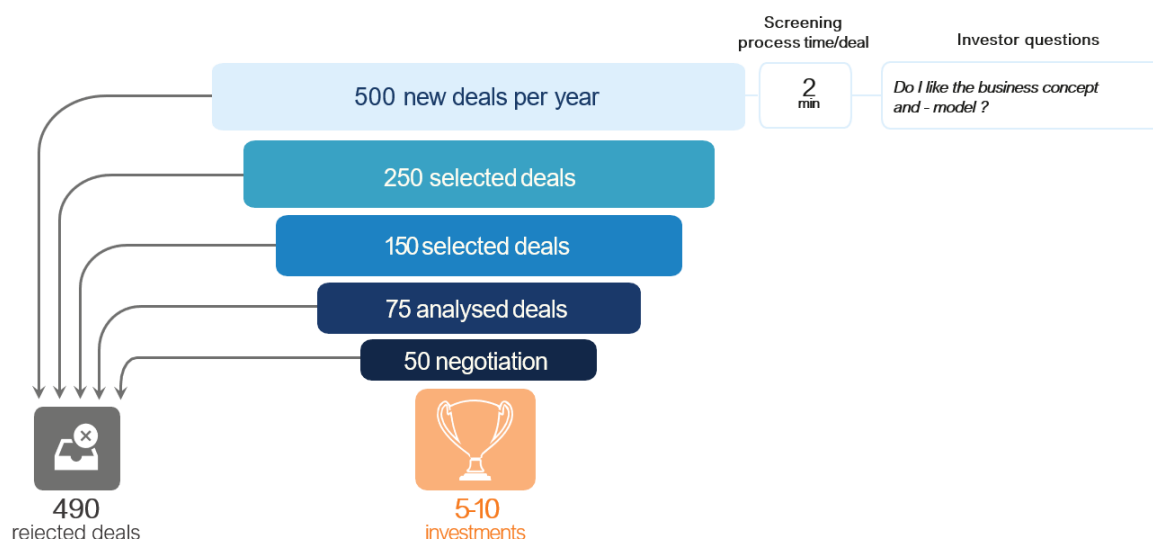 Screening
process time/deal
Investor questions
500 new deals per year
2
min
Do I like the business concept
and - model ?
250 selected deals
150 selected deals
75 analysed deals
50 negotiation
490
rejected deals
5-10
investments